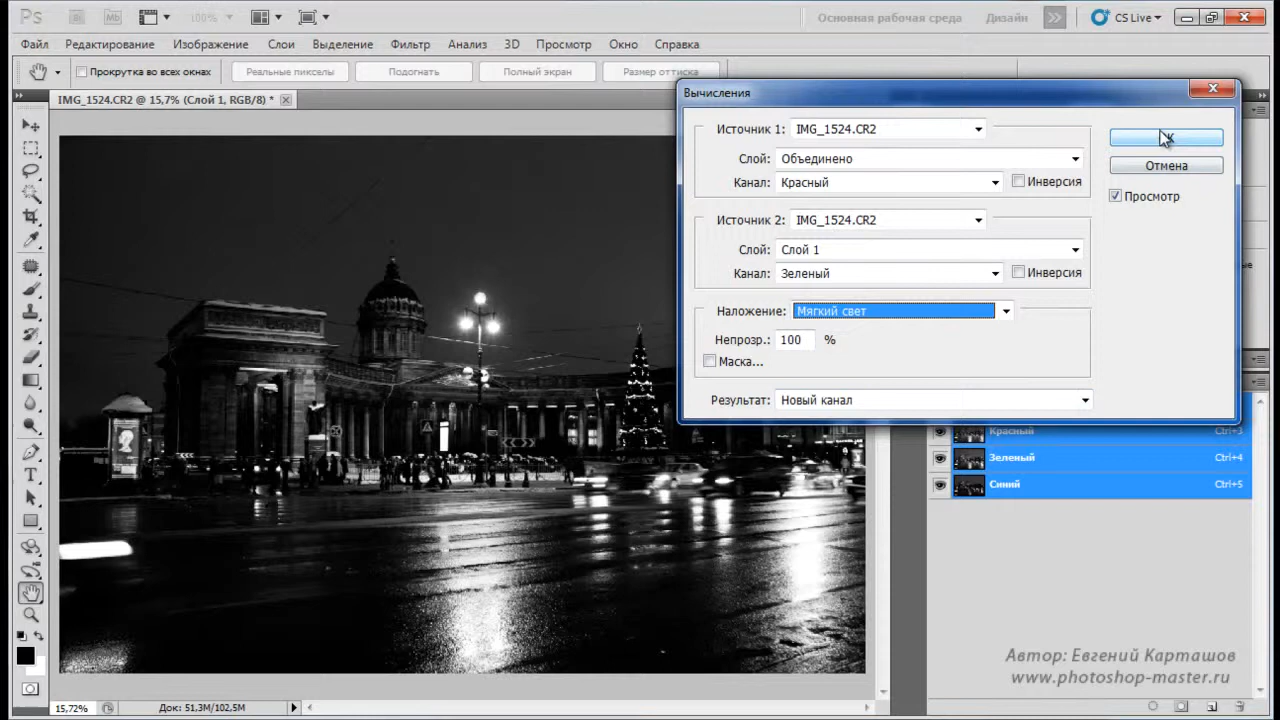 Ps Br Mb 100% Основная рабочая среда Дизайн CS Live
Файл Редактирование Изображение Слои Выделение Фильтр Анализ 3D Просмотр Окно Справка
Прокрутка во всех окнах Реальные пикселы Подогнать Полный экран Размер оттиска
IMG_1524.CR2 @ 15,7% (Слой 1, RGB/8) *
Вычисления
Источник 1: IMG_1524.CR2
Слой: Объединено
Канал: Красный Инверсия
Источник 2: IMG_1524.CR2
Слой: Слой 1
Канал: Зеленый Инверсия
Наложение: Мягкий свет
Непрозр.: 100 %
Маска...
Результат: Новый канал
Отмена
Просмотр
Красный Ctrl+3
Зеленый Ctrl+4
Синий Ctrl+5
Автор: Евгений Карташов
www.photoshop-master.ru
15,72% Док: 51,3M/102,5M